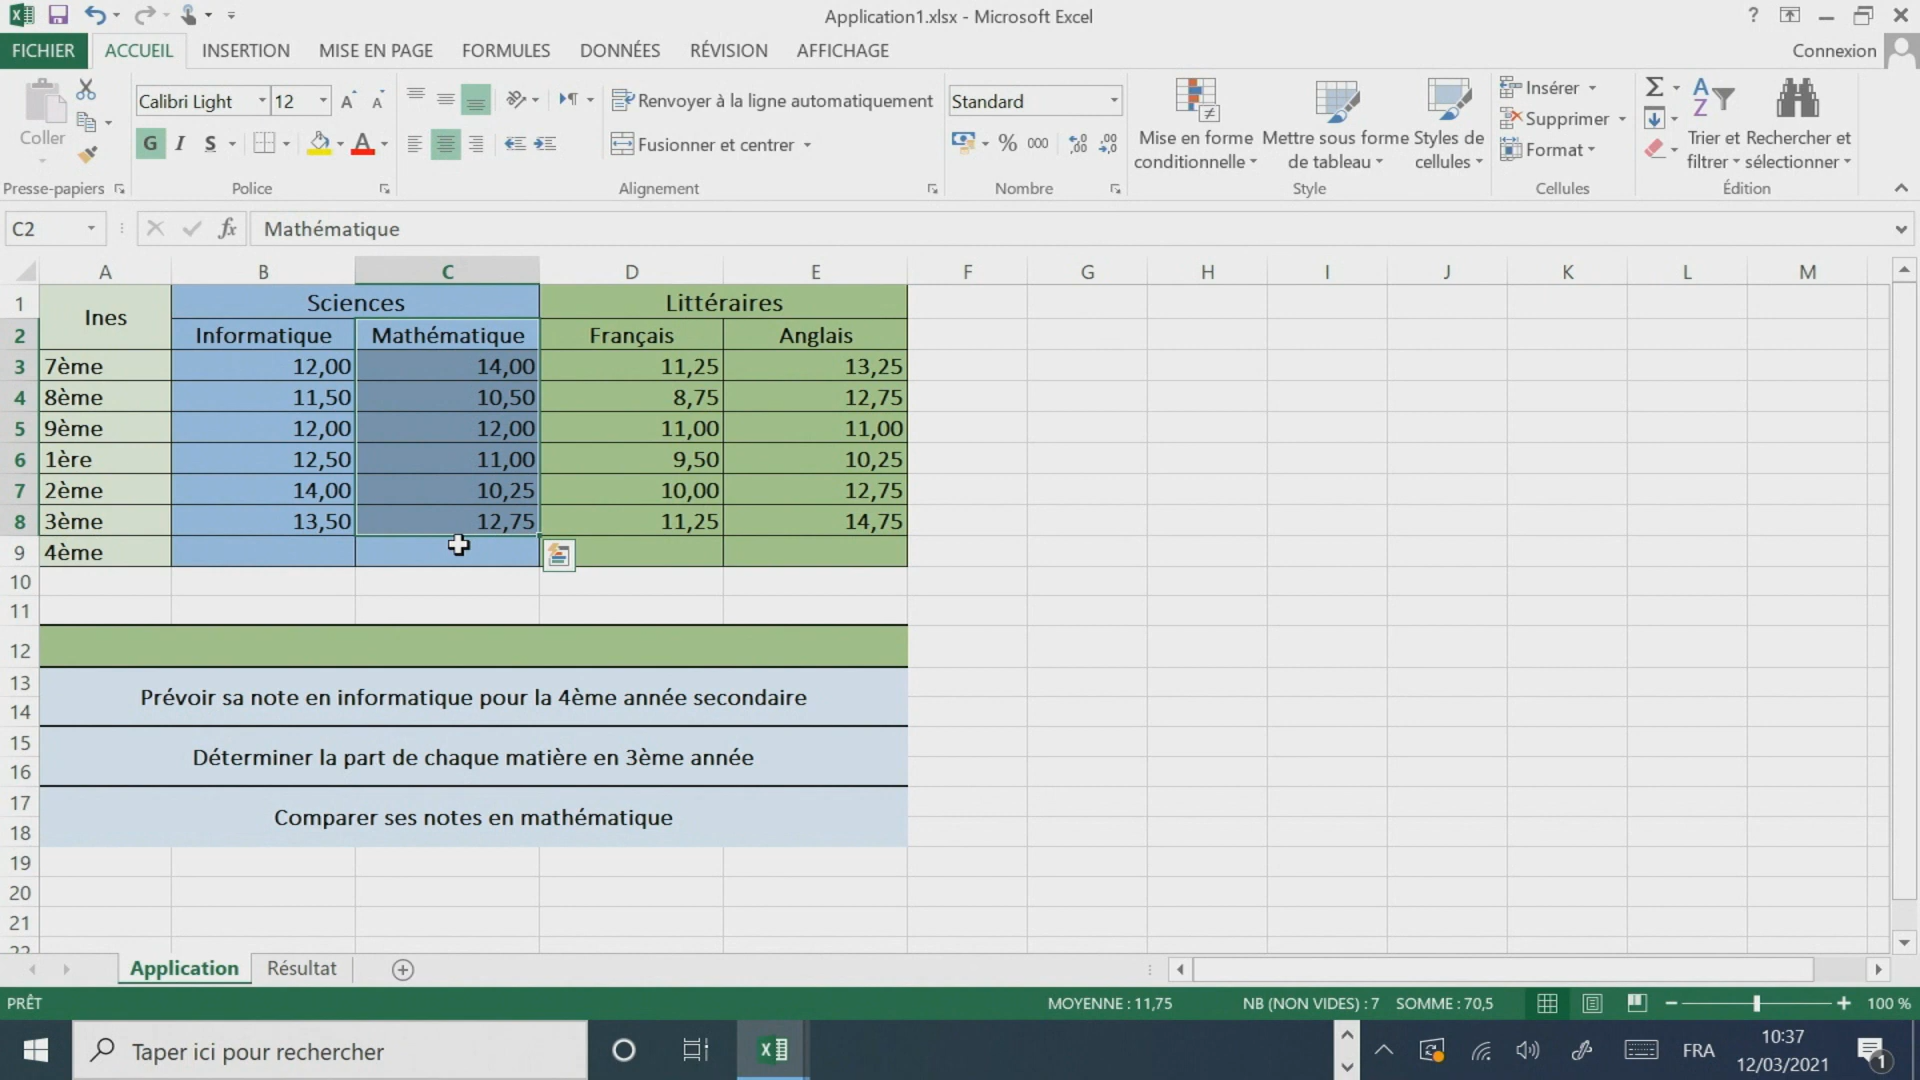 Application1.xlsx - Microsoft Excel
?
FICHIER ACCUEIL INSERTION MISE EN PAGE FORMULES DONNÉES RÉVISION AFFICHAGE Connexion
Coller
Calibri Light 12
G I S
Renvoyer à la ligne automatiquement
Fusionner et centrer
Standard
% 000
Mise en forme conditionnelle
Mettre sous forme de tableau
Styles de cellules
Insérer
Supprimer
Format
Trier et filtrer
Rechercher et sélectionner
Presse-papiers Police Alignement Nombre Style Cellules Édition
C2 fx Mathématique
A B C D E F G H I J K L M
1 Ines Sciences Littéraires
2 Informatique Mathématique Français Anglais
3 7ème 12,00 14,00 11,25 13,25
4 8ème 11,50 10,50 8,75 12,75
5 9ème 12,00 12,00 11,00 11,00
6 1ère 12,50 11,00 9,50 10,25
7 2ème 14,00 10,25 10,00 12,75
8 3ème 13,50 12,75 11,25 14,75
9 4ème
10
11
12
13
Prévoir sa note en informatique pour la 4ème année secondaire
14
15
Déterminer la part de chaque matière en 3ème année
16
17
Comparer ses notes en mathématique
18
19
20
21
22
Application Résultat
PRÊT MOYENNE : 11,75 NB (NON VIDES) : 7 SOMME : 70,5 100 %
Taper ici pour rechercher
FRA
10:37
12/03/2021
1